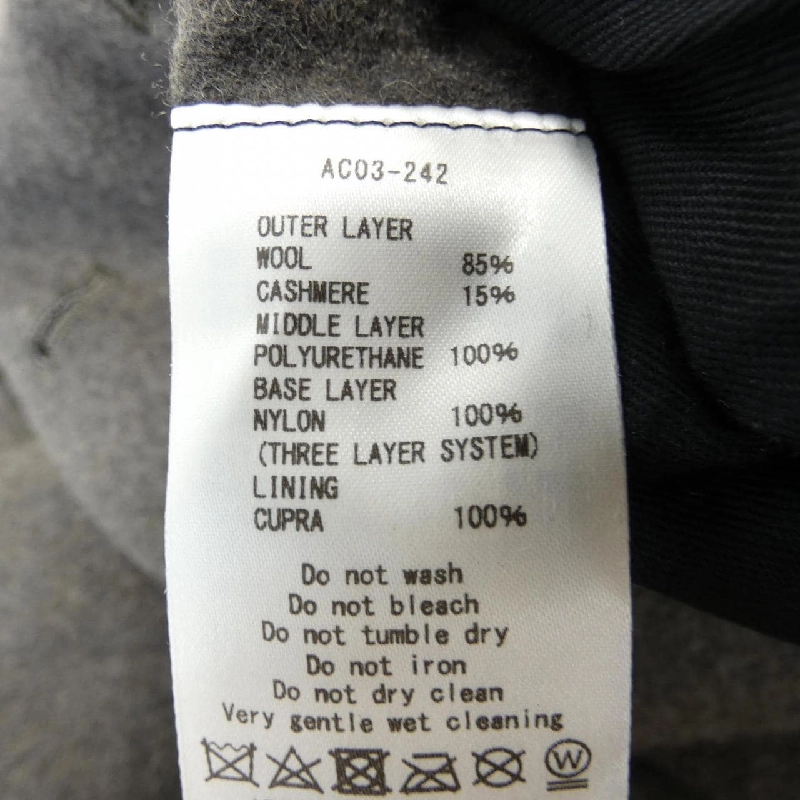 AC03-242
OUTER LAYER
WOOL 85%
CASHMERE 15%
MIDDLE LAYER
POLYURETHANE 100%
BASE LAYER
NYLON 100%
(THREE LAYER SYSTEM)
LINING
CUPRA 100%
Do not wash
Do not bleach
Do not tumble dry
Do not iron
Do not dry clean
Very gentle wet cleaning
W